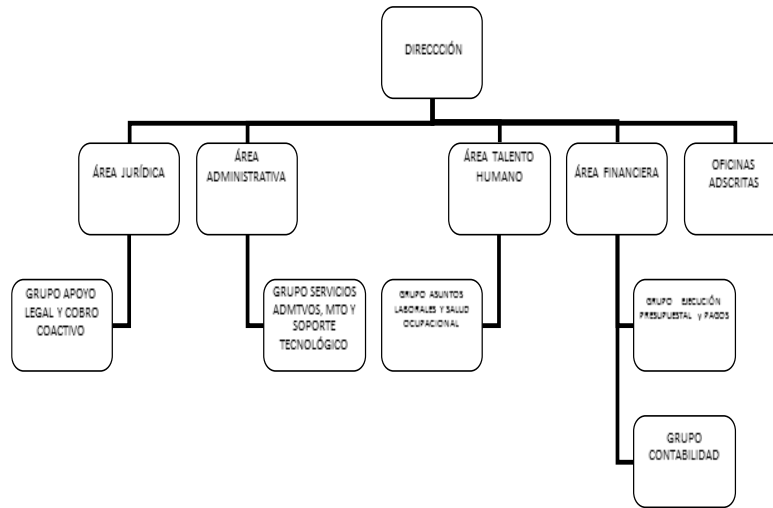 DIRECCCIÓN
ÁREA JURÍDICA
ÁREA
ADMINISTRATIVA
ÁREA TALENTO
HUMANO
ÁREA FINANCIERA
OFICINAS
ADSCRITAS
GRUPO APOYO
LEGAL Y COBRO
COACTIVO
GRUPO SERVICIOS
ADMTVOS, MTO Y
SOPORTE
TECNOLÓGICO
GRUPO ASUNTOS
LABORALES Y SALUD
OCUPACIONAL
GRUPO EJECUCIÓN
PRESUPUESTAL y PAGOS
GRUPO
CONTABILIDAD